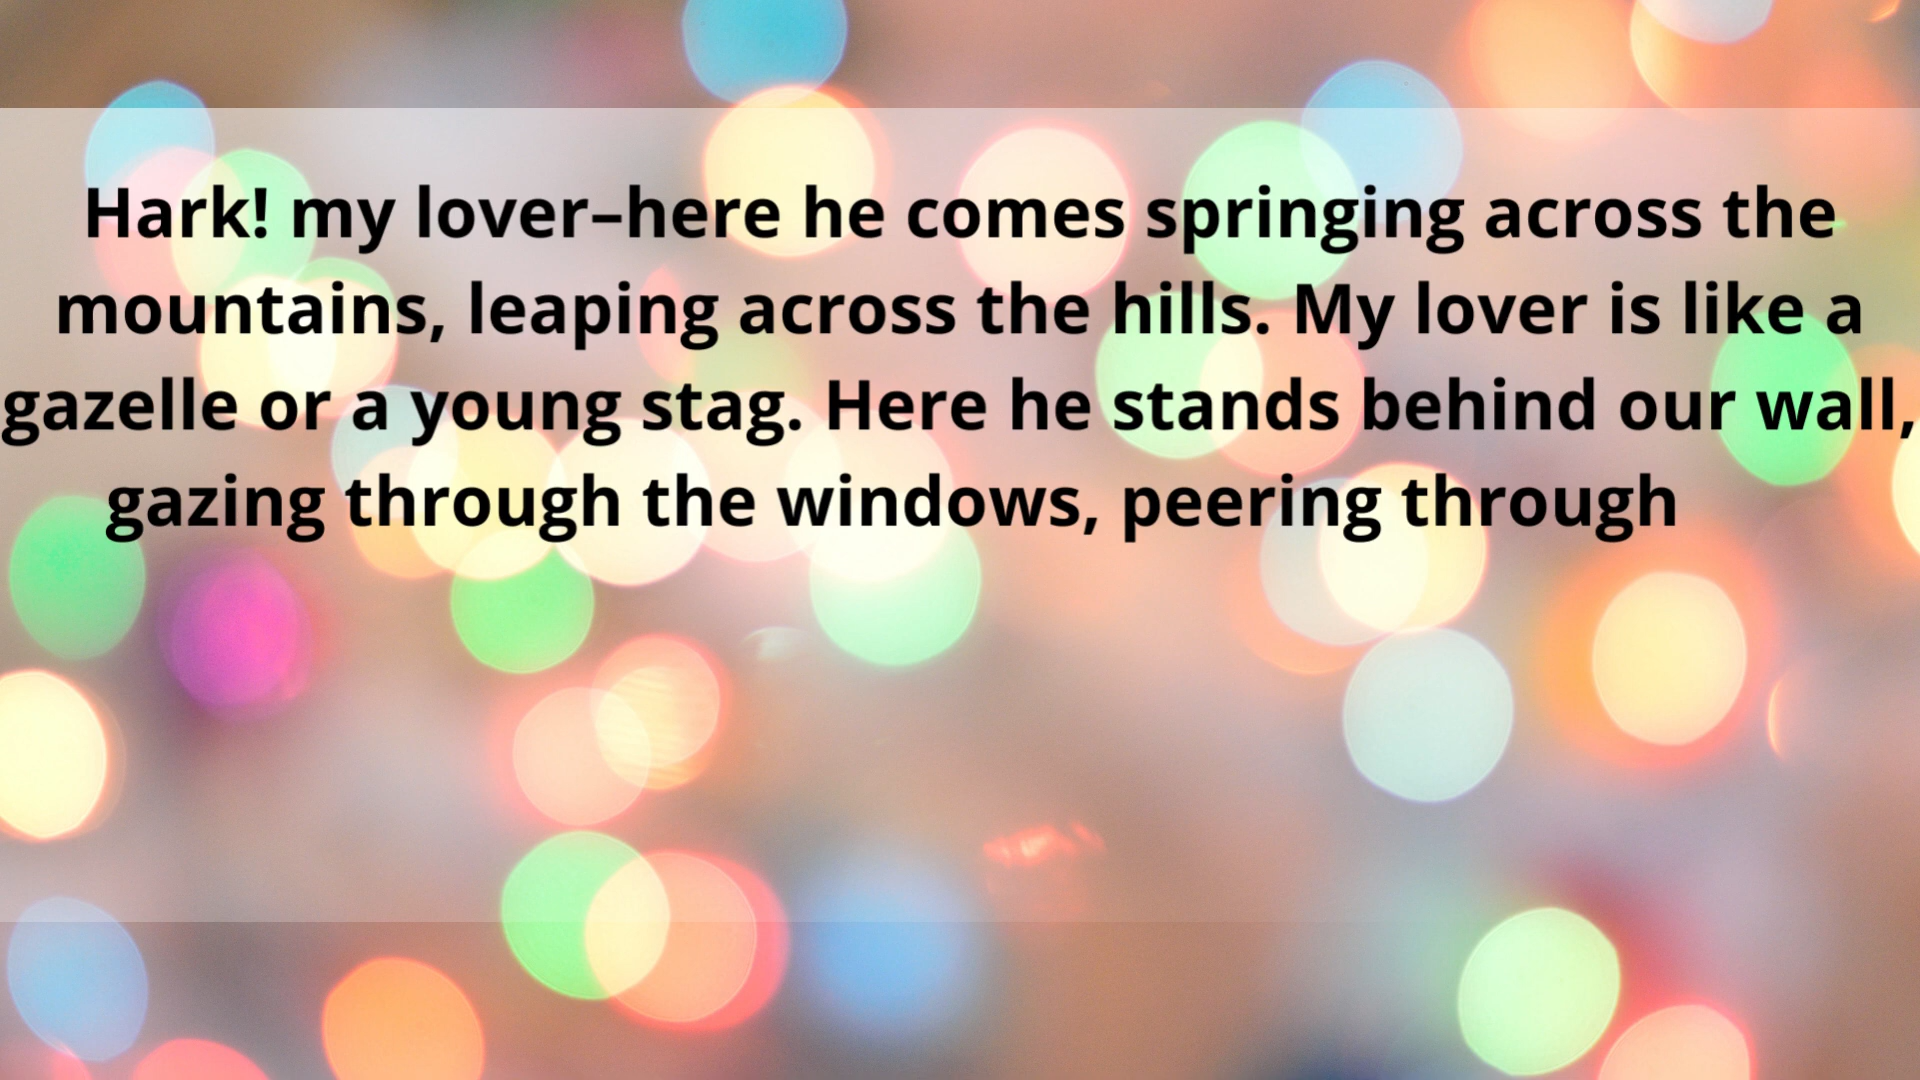 Hark! my lover–here he comes springing across the
mountains, leaping across the hills. My lover is like a
gazelle or a young stag. Here he stands behind our wall,
gazing through the windows, peering through